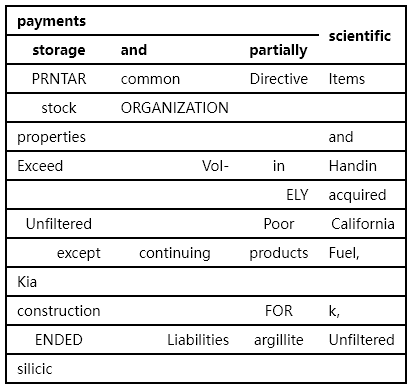 payments scientific
storage and partially
PRNTAR common Directive Items
stock ORGANIZATION
properties and
Exceed Vol- in Handin
ELY acquired
Unfiltered Poor California
except continuing products Fuel,
Kia
construction FOR k,
ENDED Liabilities argillite Unfiltered
silicic